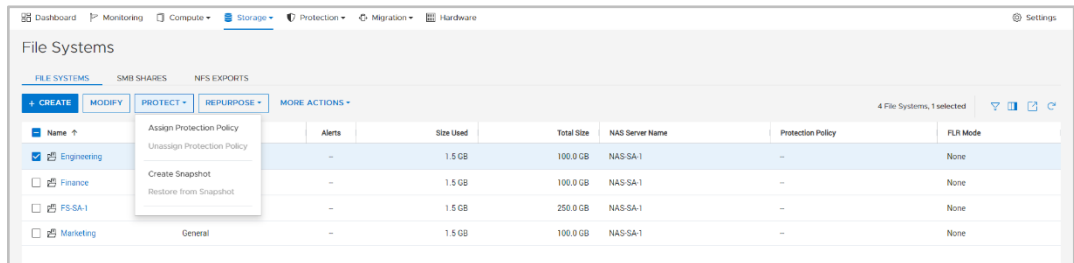 Dashboard Monitoring Compute Storage Protection Migration Hardware Settings
File Systems
FILE SYSTEMS SMB SHARES NFS EXPORTS
+ CREATE MODIFY PROTECT REPURPOSE MORE ACTIONS 4 File Systems, 1 selected
Name ↑ Alerts Size Used Total Size NAS Server Name Protection Policy FLR Mode
Assign Protection Policy
Unassign Protection Policy
Create Snapshot
Restore from Snapshot
Engineering -- 1.5 GB 100.0 GB NAS-SA-1 -- None
Finance -- 1.5 GB 100.0 GB NAS-SA-1 -- None
FS-SA-1 -- 1.5 GB 250.0 GB NAS-SA-1 -- None
Marketing General -- 1.5 GB 100.0 GB NAS-SA-1 -- None